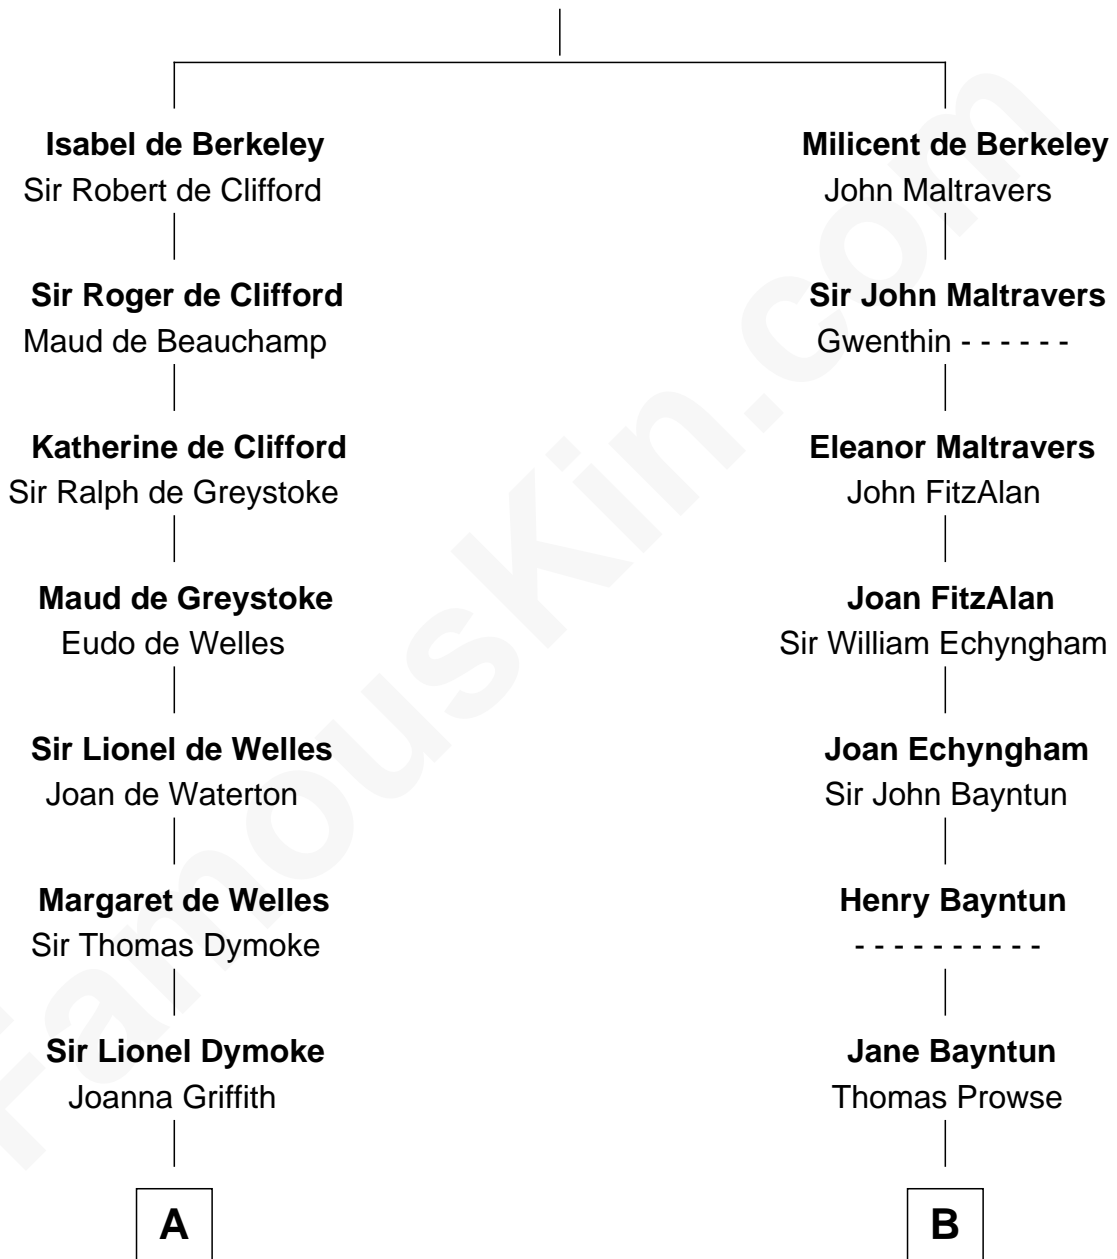 Isabel de Berkeley
Sir Robert de Clifford
Sir Roger de Clifford
Maud de Beauchamp
Katherine de Clifford
Sir Ralph de Greystoke
Maud de Greystoke
Eudo de Welles
Sir Lionel de Welles
Joan de Waterton
Margaret de Welles
Sir Thomas Dymoke
Sir Lionel Dymoke
Joanna Griffith
A
Milicent de Berkeley
John Maltravers
Sir John Maltravers
Gwenthin - - - - - -
Eleanor Maltravers
John FitzAlan
Joan FitzAlan
Sir William Echyngham
Joan Echyngham
Sir John Bayntun
Henry Bayntun
- - - - - - - - - -
Jane Bayntun
Thomas Prowse
B
FamousKin.com